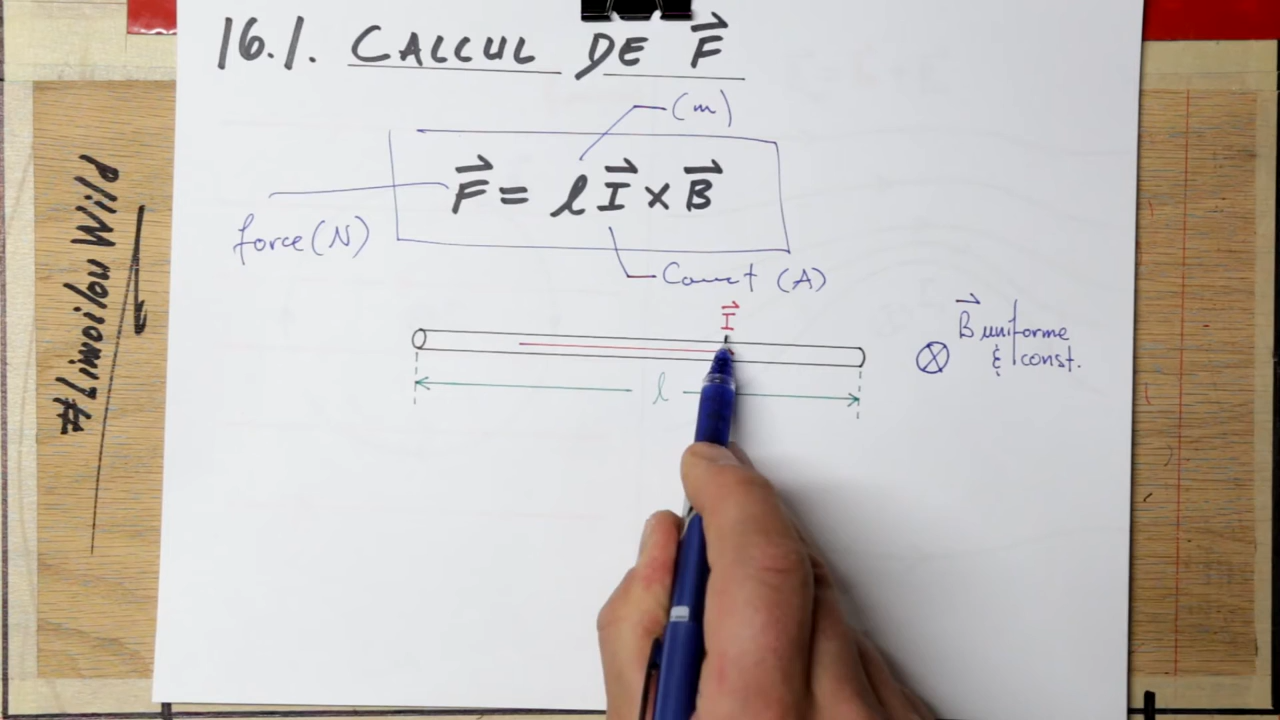 16.1. CALCUL DE F⃗
(m)
F⃗ = l I⃗ × B⃗
force (N)
Courant (A)
I⃗
B⃗ uniforme
& const.
l
#Limoilou Wild